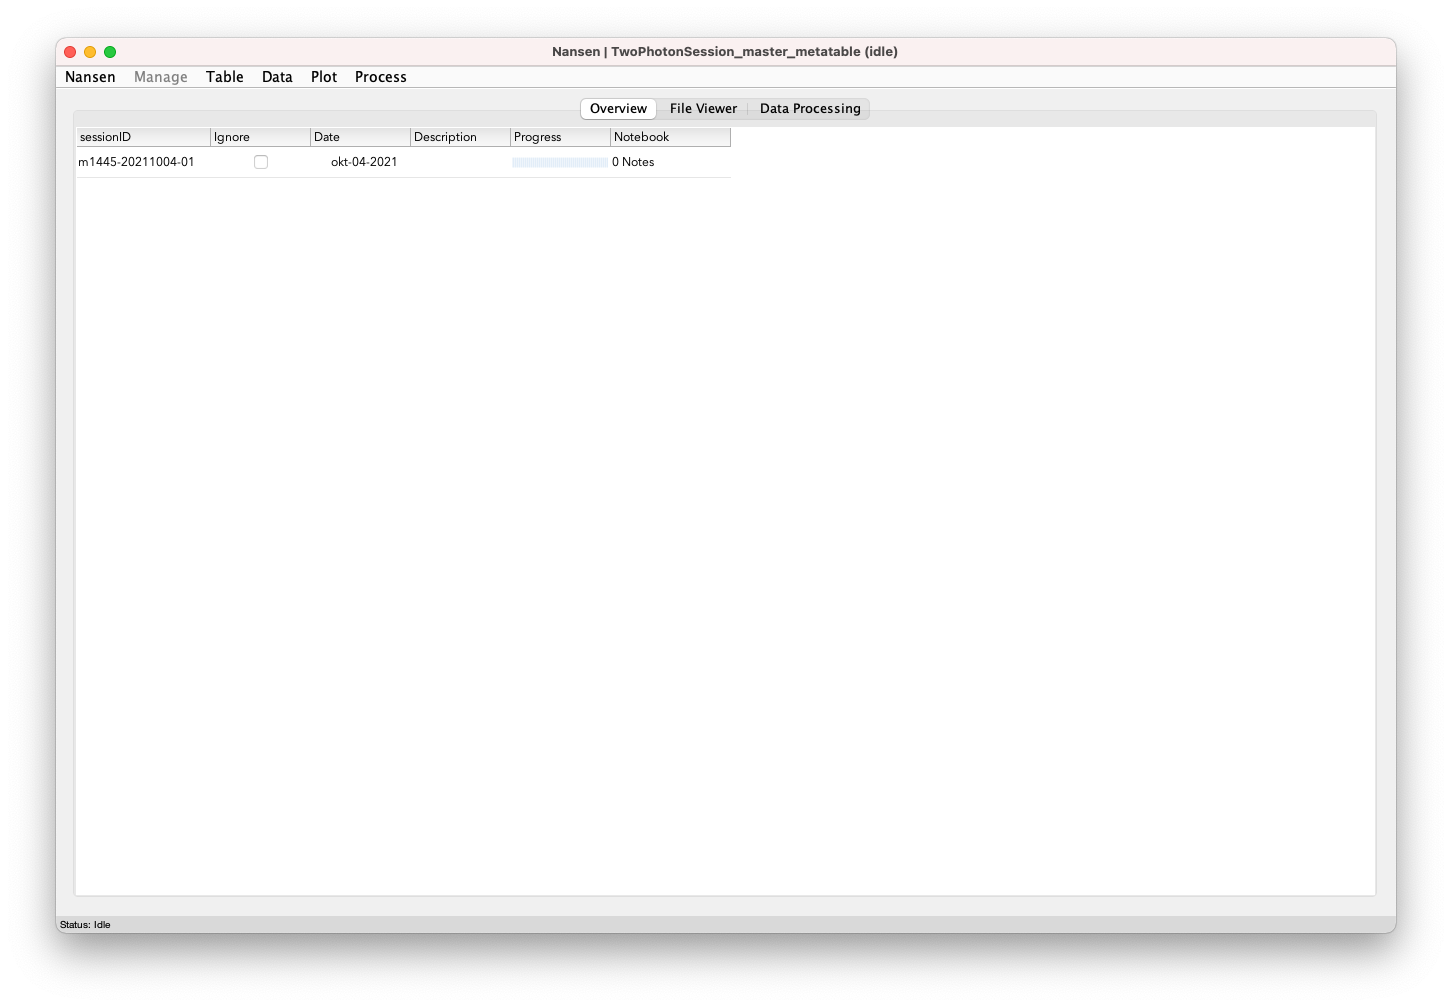 Nansen | TwoPhotonSession_master_metatable (idle)
Nansen Manage Table Data Plot Process
Overview File Viewer Data Processing
sessionID Ignore Date Description Progress Notebook
m1445-20211004-01 okt-04-2021 0 Notes
Status: Idle